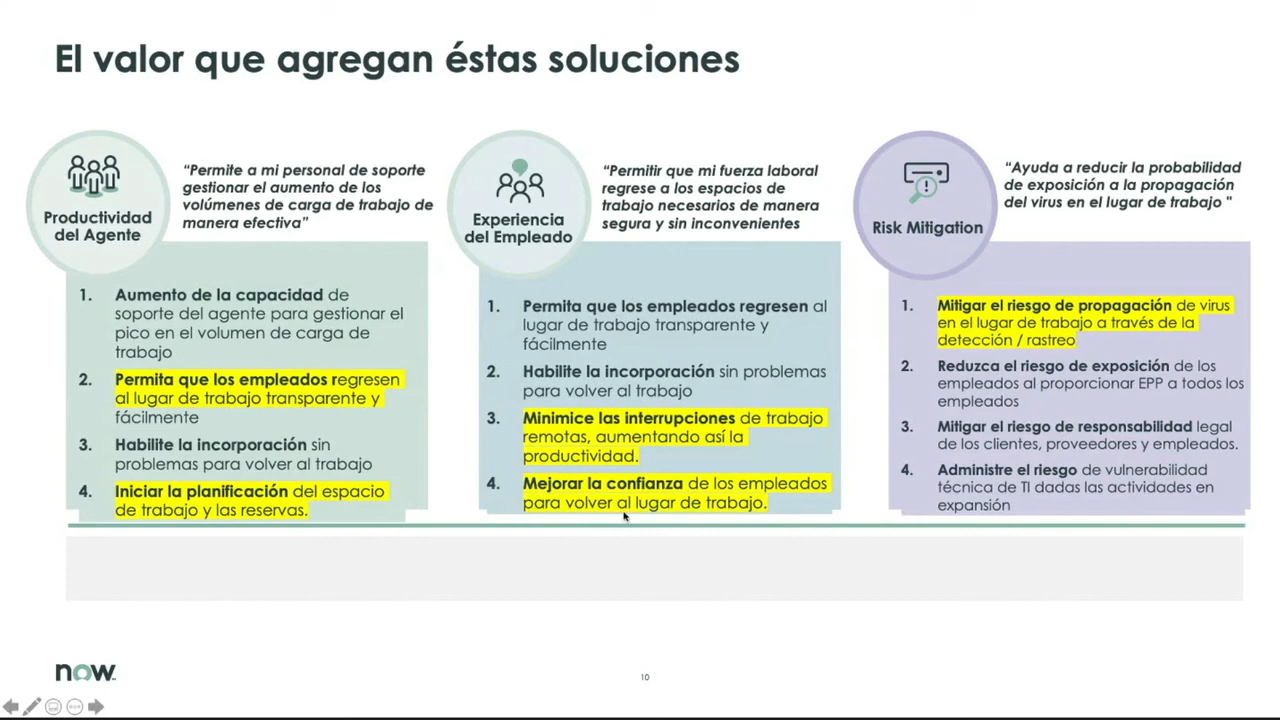 El valor que agregan éstas soluciones
Productividad
del Agente
“Permite a mi personal de soporte
gestionar el aumento de los
volúmenes de carga de trabajo de
manera efectiva”
1. Aumento de la capacidad de
soporte del agente para gestionar el
pico en el volumen de carga de
trabajo
2. Permita que los empleados regresen
al lugar de trabajo transparente y
fácilmente
3. Habilite la incorporación sin
problemas para volver al trabajo
4. Iniciar la planificación del espacio
de trabajo y las reservas.
Experiencia
del Empleado
“Permitir que mi fuerza laboral
regrese a los espacios de
trabajo necesarios de manera
segura y sin inconvenientes
1. Permita que los empleados regresen al
lugar de trabajo transparente y
fácilmente
2. Habilite la incorporación sin problemas
para volver al trabajo
3. Minimice las interrupciones de trabajo
remotas, aumentando así la
productividad.
4. Mejorar la confianza de los empleados
para volver al lugar de trabajo.
Risk Mitigation
“Ayuda a reducir la probabilidad
de exposición a la propagación
del virus en el lugar de trabajo "
1. Mitigar el riesgo de propagación de virus
en el lugar de trabajo a través de la
detección / rastreo
2. Reduzca el riesgo de exposición de los
empleados al proporcionar EPP a todos los
empleados
3. Mitigar el riesgo de responsabilidad legal
de los clientes, proveedores y empleados.
4. Administre el riesgo de vulnerabilidad
técnica de TI dadas las actividades en
expansión
now
10